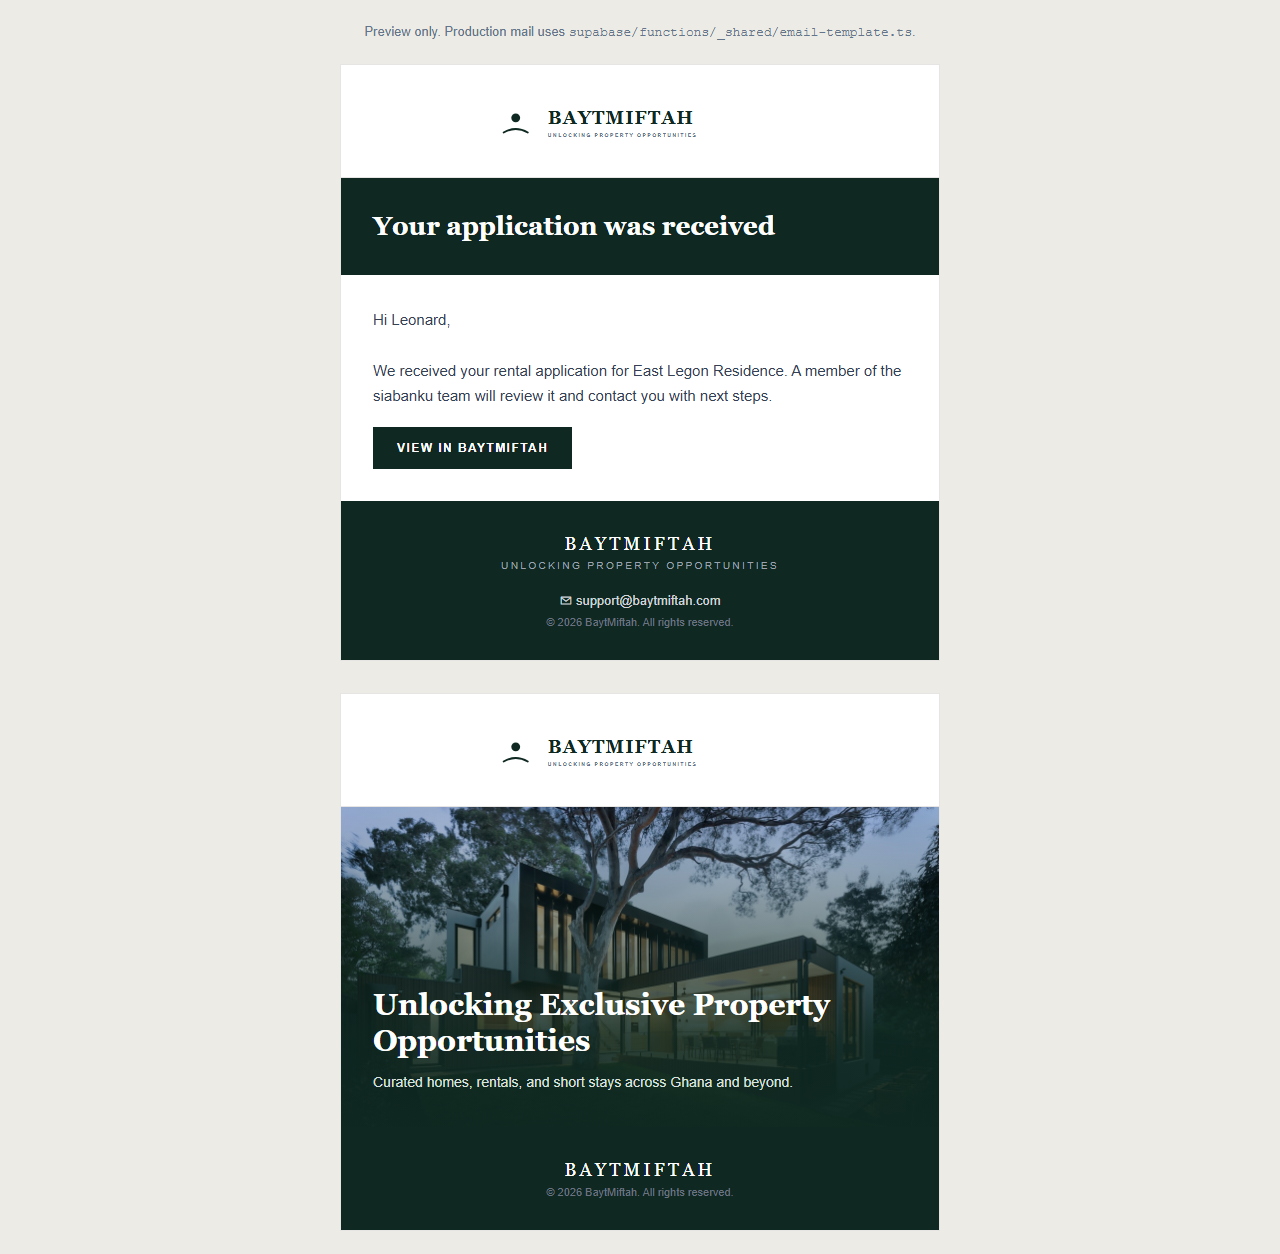 Preview only. Production mail uses supabase/functions/_shared/email-template.ts.
BAYTMIFTAH
UNLOCKING PROPERTY OPPORTUNITIES
Your application was received
Hi Leonard,
We received your rental application for East Legon Residence. A member of the
siabanku team will review it and contact you with next steps.
VIEW IN BAYTMIFTAH
BAYTMIFTAH
UNLOCKING PROPERTY OPPORTUNITIES
support@baytmiftah.com
© 2026 BaytMiftah. All rights reserved.
BAYTMIFTAH
UNLOCKING PROPERTY OPPORTUNITIES
Unlocking Exclusive Property
Opportunities
Curated homes, rentals, and short stays across Ghana and beyond.
BAYTMIFTAH
© 2026 BaytMiftah. All rights reserved.